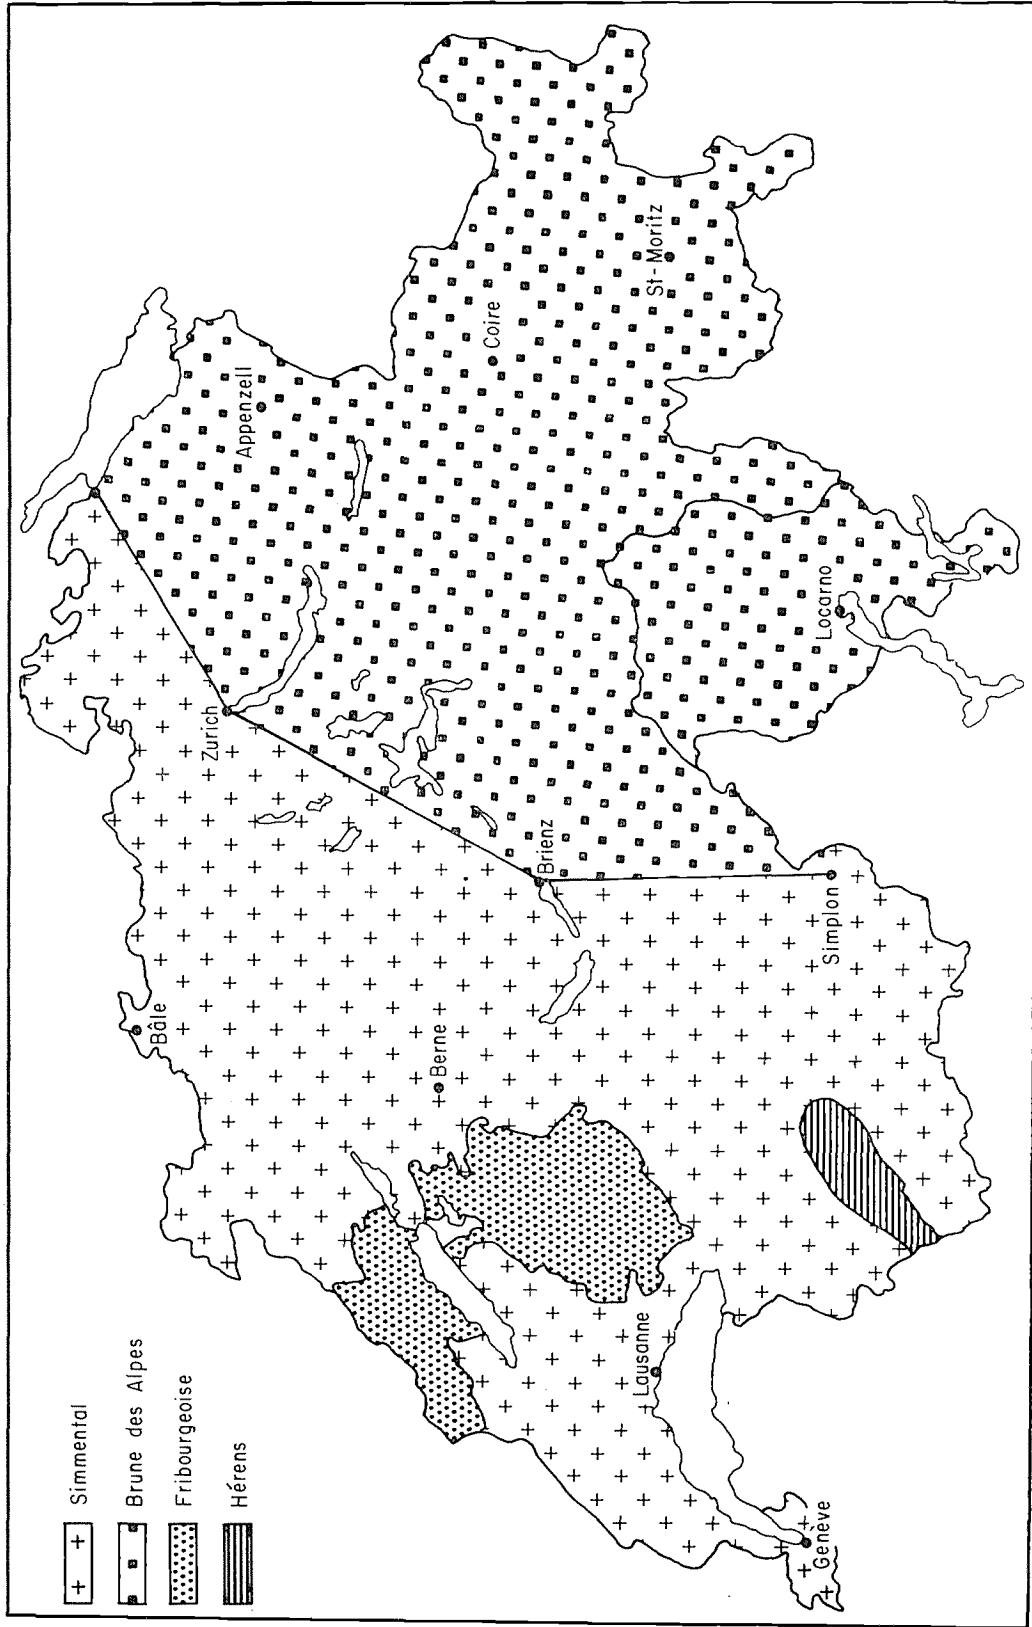 Simmental
Brune des Alpes
Fribourgeoise
Hérens
Bâle
Zurich
Appenzell
Berne
Brienz
Coire
St-Moritz
Lausanne
Genève
Simplon
Locarno